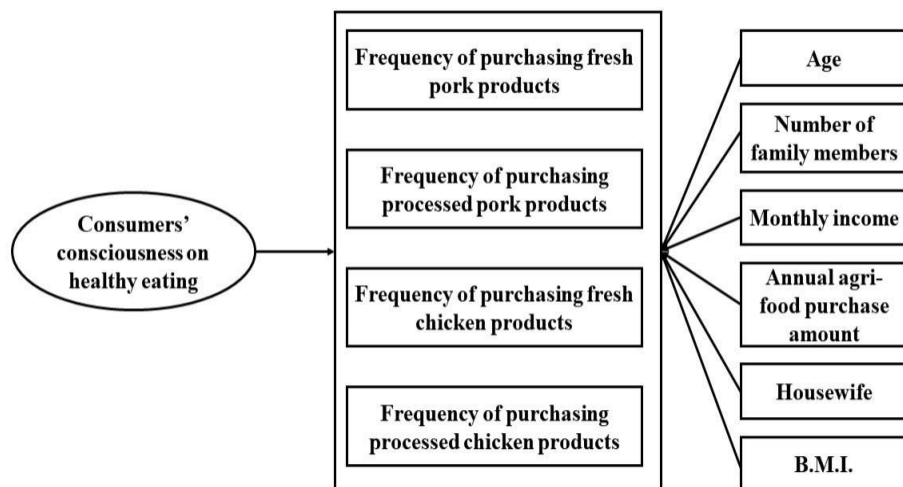 Consumers’
consciousness on
healthy eating
Frequency of purchasing fresh
pork products
Frequency of purchasing
processed pork products
Frequency of purchasing fresh
chicken products
Frequency of purchasing
processed chicken products
Age
Number of
family members
Monthly income
Annual agri-
food purchase
amount
Housewife
B.M.I.